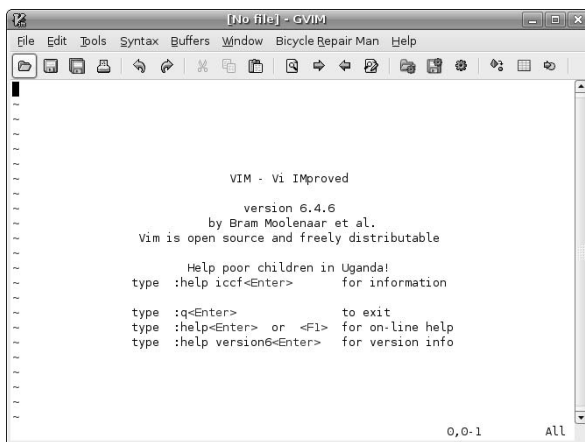 [No file] - GVIM
File Edit Tools Syntax Buffers Window Bicycle Repair Man Help
~
~
~
~
~
~
VIM - Vi IMproved
~
~
version 6.4.6
~
by Bram Moolenaar et al.
~
Vim is open source and freely distributable
~
~
Help poor children in Uganda!
~
type :help iccf<Enter> for information
~
~
type :q<Enter> to exit
~
type :help<Enter> or <F1> for on-line help
~
type :help version6<Enter> for version info
~
~
~
~
~
0,0-1 All